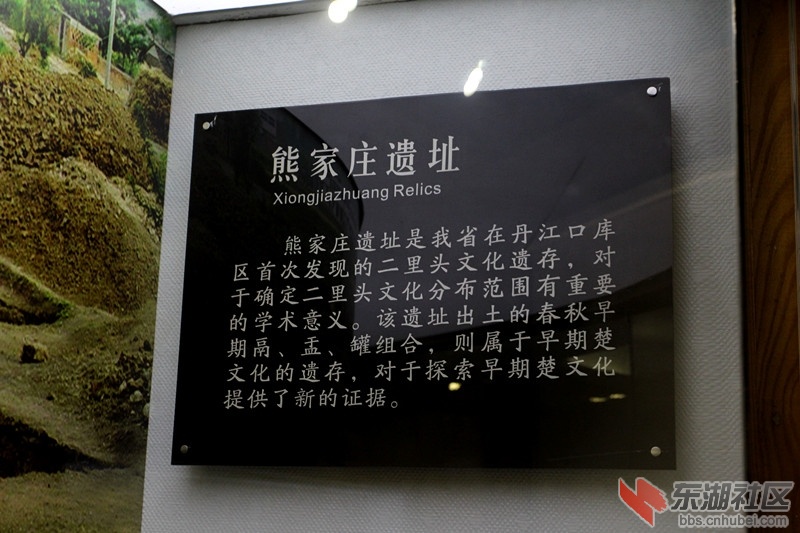 熊家庄遗址
Xiongjiazhuang Relics
熊家庄遗址是我省在丹江口库
区首次发现的二里头文化遗存，对
于确定二里头文化分布范围有重要
的学术意义。该遗址出土的春秋早
期鬲、盂、罐组合，则属于早期楚
文化的遗存，对于探索早期楚文化
提供了新的证据。
东湖社区
bbs.cnhubei.com